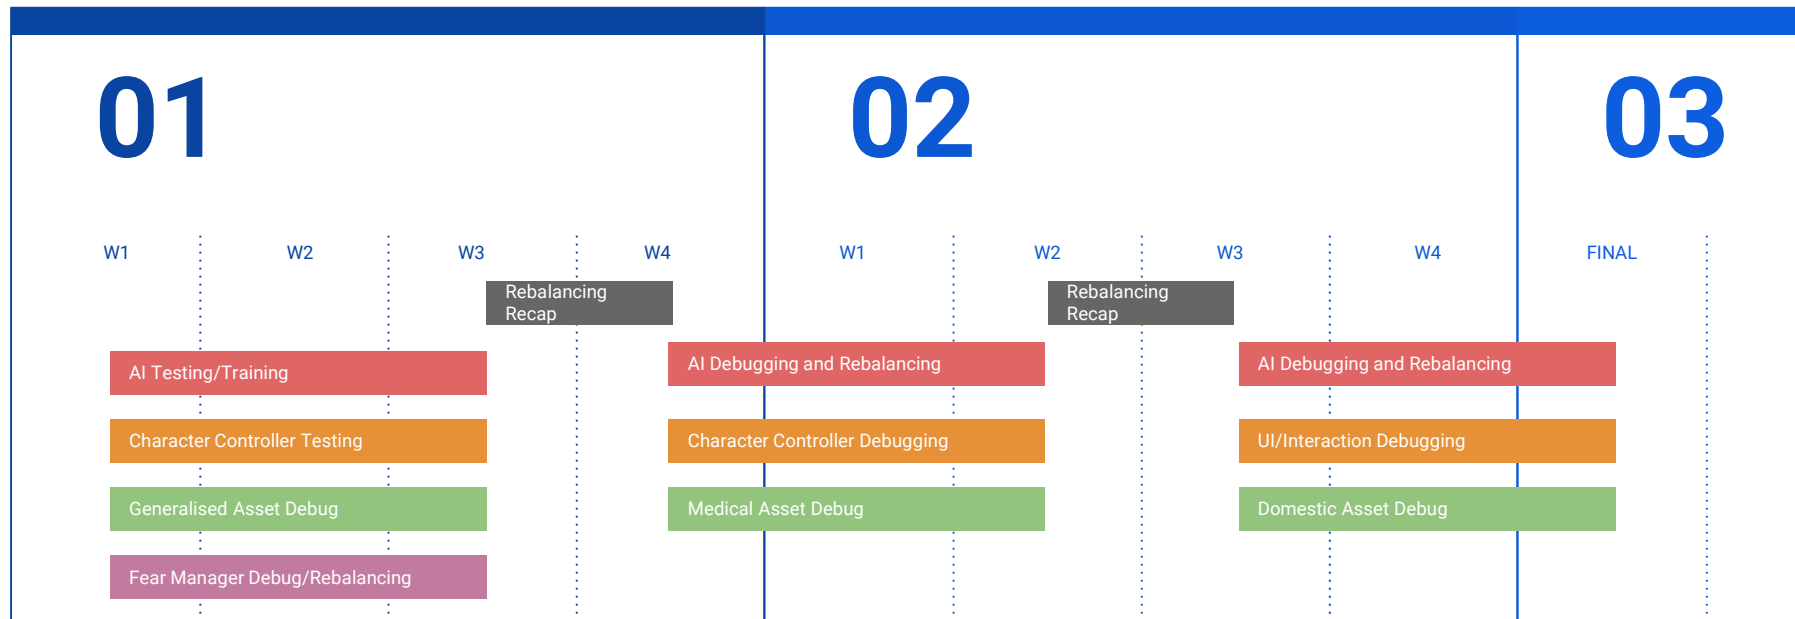 01
02
03
W1
W2
W3
W4
W1
W2
W3
W4
FINAL
Rebalancing
Recap
Rebalancing
Recap
AI Testing/Training
AI Debugging and Rebalancing
AI Debugging and Rebalancing
Character Controller Testing
Character Controller Debugging
UI/Interaction Debugging
Generalised Asset Debug
Medical Asset Debug
Domestic Asset Debug
Fear Manager Debug/Rebalancing